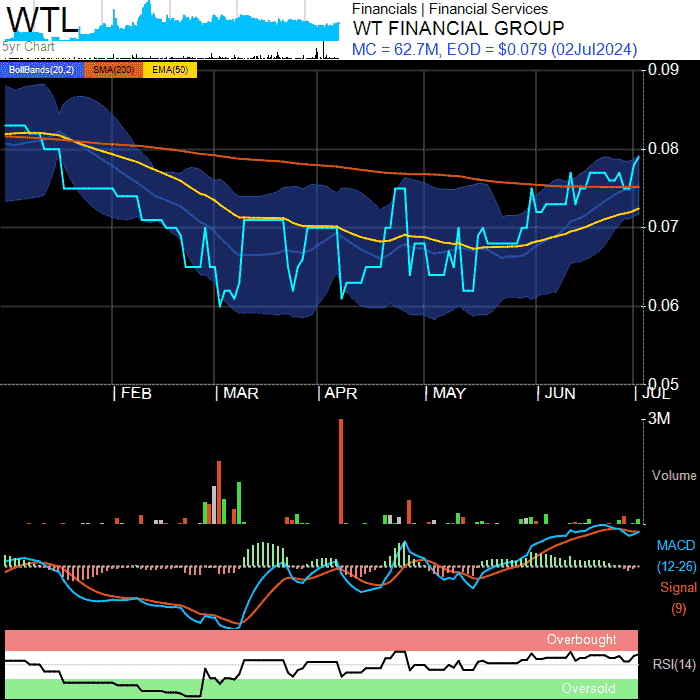 WTL
5yr Chart
Financials | Financial Services
WT FINANCIAL GROUP
MC = 62.7M, EOD = $0.079 (02Jul2024)
BollBands(20,2) SMA(200) EMA(50)
0.09
0.08
0.07
0.06
0.05
FEB MAR APR MAY JUN JUL
3M
Volume
MACD
(12-26)
Signal
(9)
Overbought
RSI(14)
Oversold